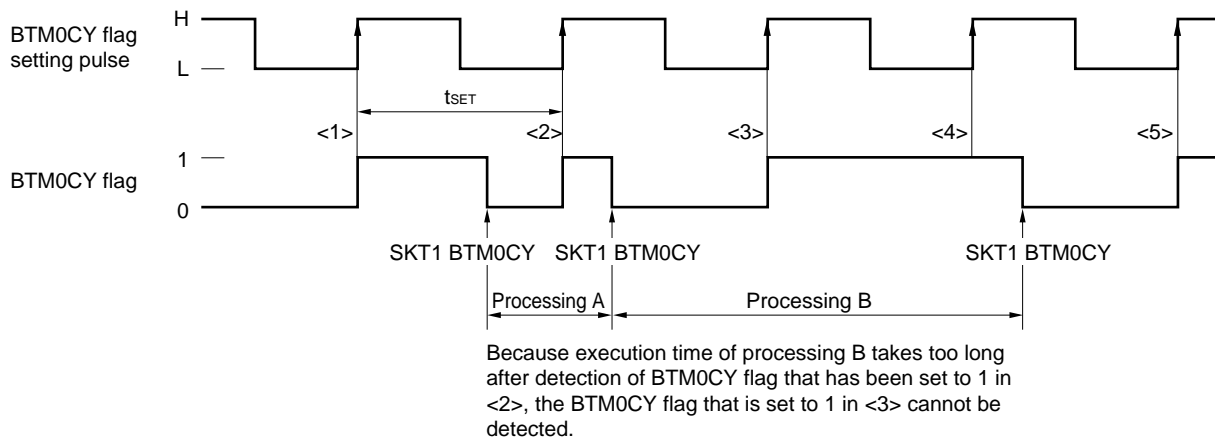 H
BTM0CY flag
setting pulse
L
tSET
<1>
<2>
<3>
<4>
<5>
1
BTM0CY flag
0
SKT1 BTM0CY
SKT1 BTM0CY
SKT1 BTM0CY
Processing A
Processing B
Because execution time of processing B takes too long
after detection of BTM0CY flag that has been set to 1 in
<2>, the BTM0CY flag that is set to 1 in <3> cannot be
detected.